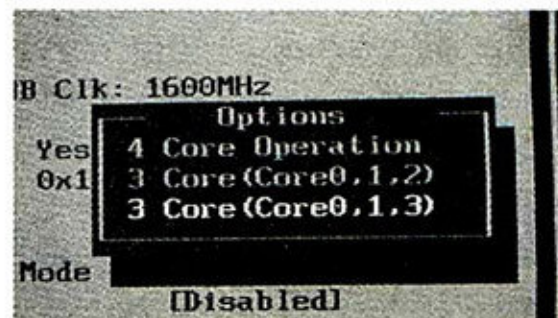 B Clk: 1600MHz
Options
Yes
4 Core Operation
0x1
3 Core(Core0,1,2)
3 Core(Core0,1,3)
Mode
[Disabled]